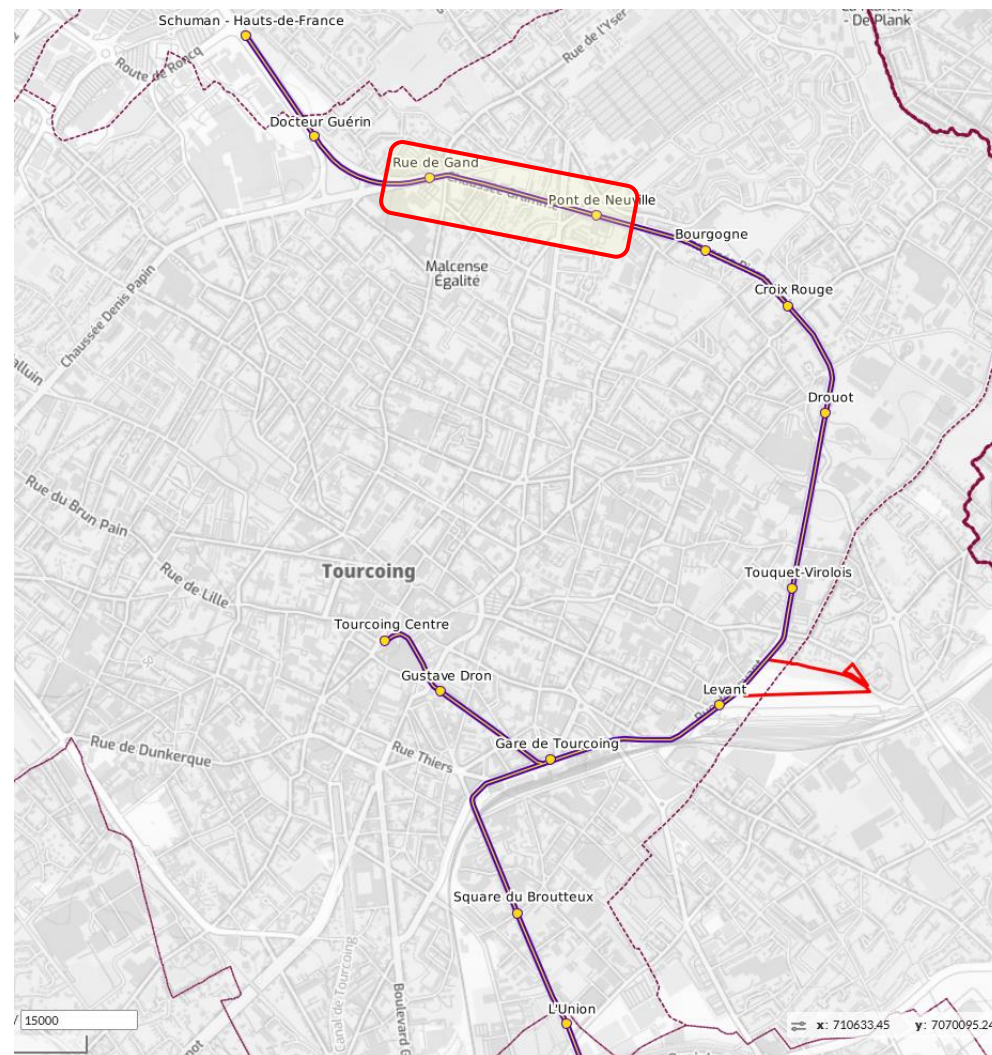 Schuman - Hauts-de-France
- De Plank
Rue de l'Yser
Route de Roncq
Docteur Guérin
Rue de Gand
Pont de Neuville
Bourgogne
Malcense
Égalité
Croix Rouge
Chaussée Denis Papin
Drouot
Rue du Brun Pain
Tourcoing
Touquet-Virolois
Rue de Lille
Tourcoing Centre
Gustave Dron
Levant
Gare de Tourcoing
Rue de Dunkerque
Rue Thiers
Square du Broutteux
Canal de Tourcoing
L'Union
15000
x: 710633.45 y: 7070095.24